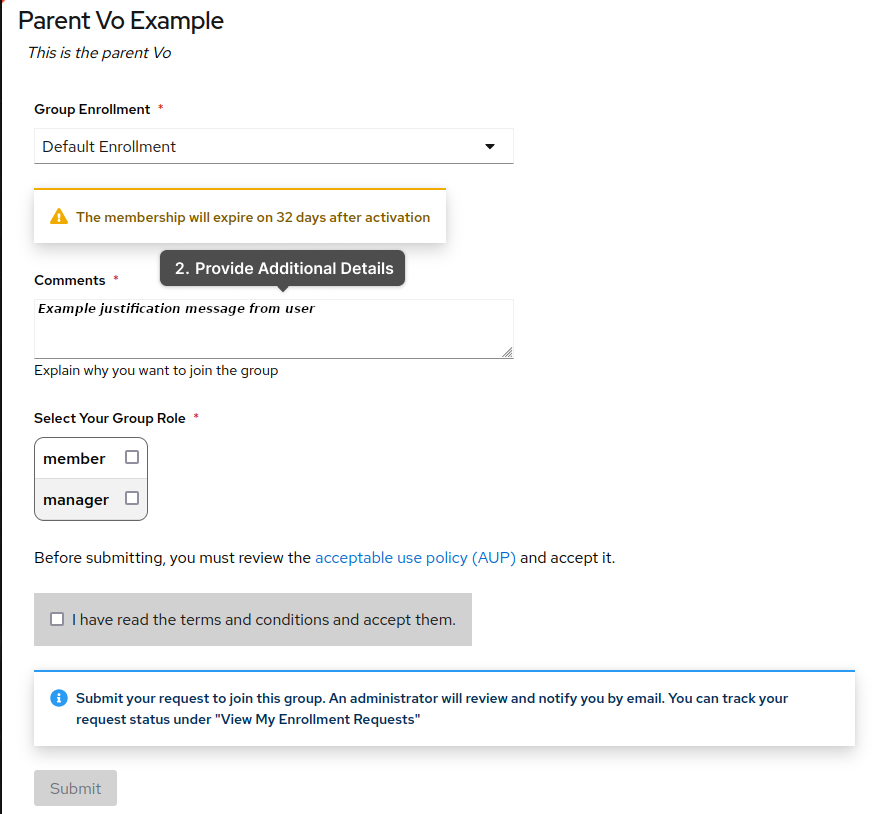 Parent Vo Example
This is the parent Vo
Group Enrollment *
Default Enrollment
The membership will expire on 32 days after activation
2. Provide Additional Details
Comments *
Example justification message from user
Explain why you want to join the group
Select Your Group Role *
member
manager
Before submitting, you must review the acceptable use policy (AUP) and accept it.
I have read the terms and conditions and accept them.
Submit your request to join this group. An administrator will review and notify you by email. You can track your
request status under "View My Enrollment Requests"
Submit